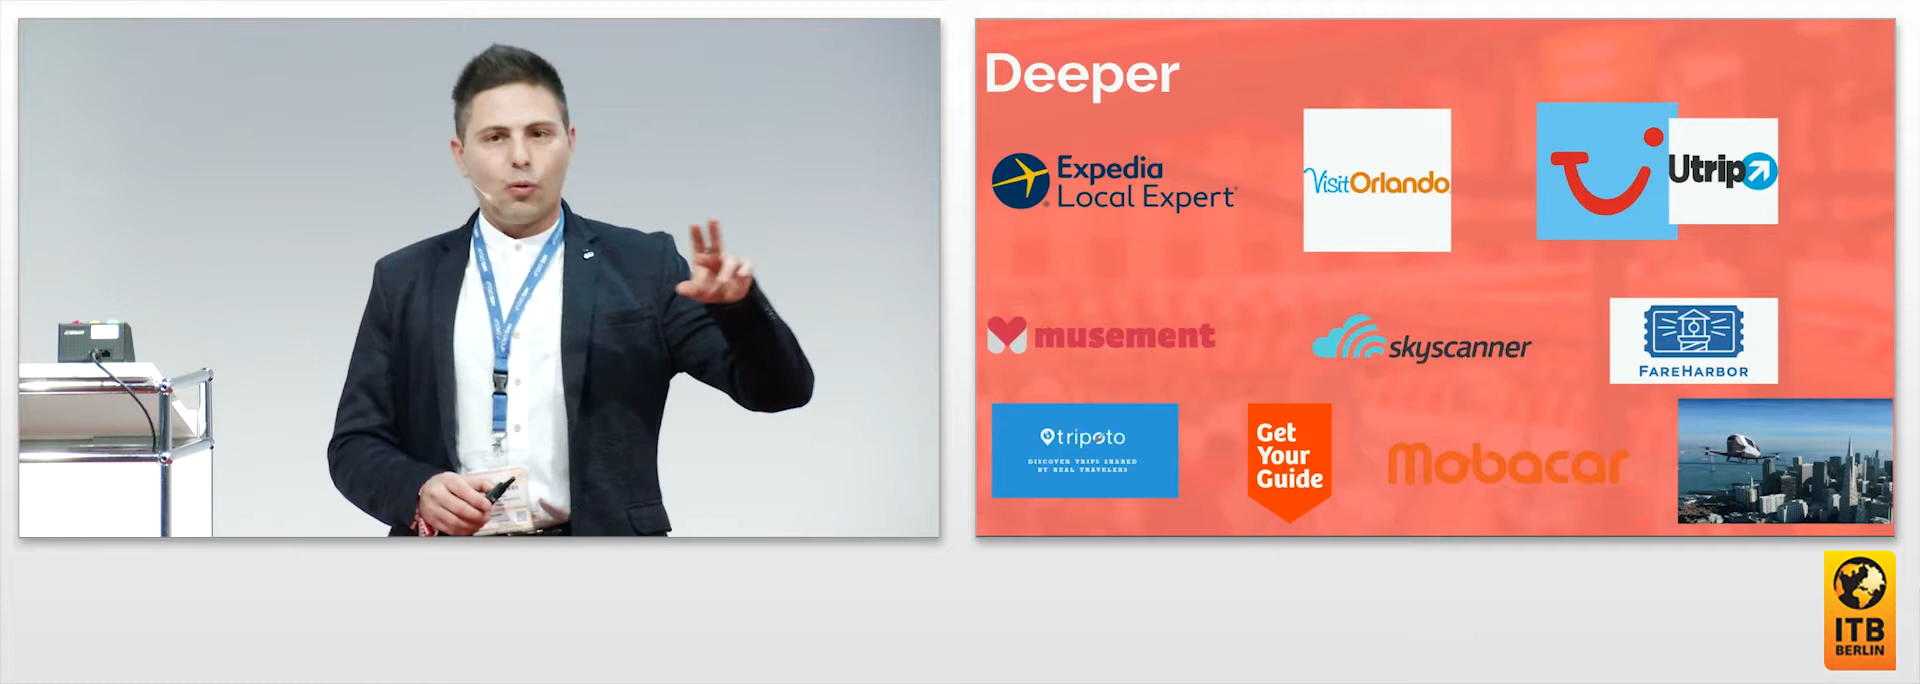 Deeper
Expedia
Local Expert
VisitOrlando
Utrip
musement
skyscanner
FAREHARBOR
tripoto
DISCOVER TRIPS SHARED
BY REAL TRAVELERS
Get
Your
Guide
Mobacar
ITB
BERLIN